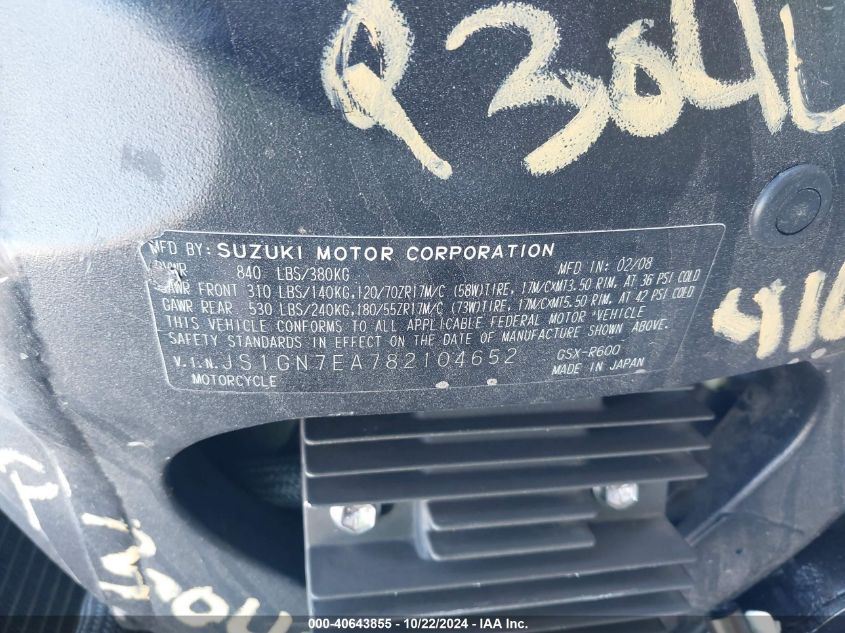 Q304L
MFD BY: SUZUKI MOTOR CORPORATION
840 LBS/380KG MFD IN: 02/08
GAWR FRONT 310 LBS/140KG,120/70ZR17M/C (58W)TIRE, 17M/CXMT3.50 RIM, AT 36 PSI COLD
GAWR REAR 530 LBS/240KG,180/55ZR17M/C (73W)TIRE, 17M/CXMT5.50 RIM, AT 42 PSI COLD
THIS VEHICLE CONFORMS TO ALL APPLICABLE FEDERAL MOTOR VEHICLE
SAFETY STANDARDS IN EFFECT ON THE DATE OF MANUFACTURE SHOWN ABOVE.
V.I.N. JS1GN7EA782104652 GSX-R600
MOTORCYCLE MADE IN JAPAN
416
000-40643855 - 10/22/2024 - IAA Inc.